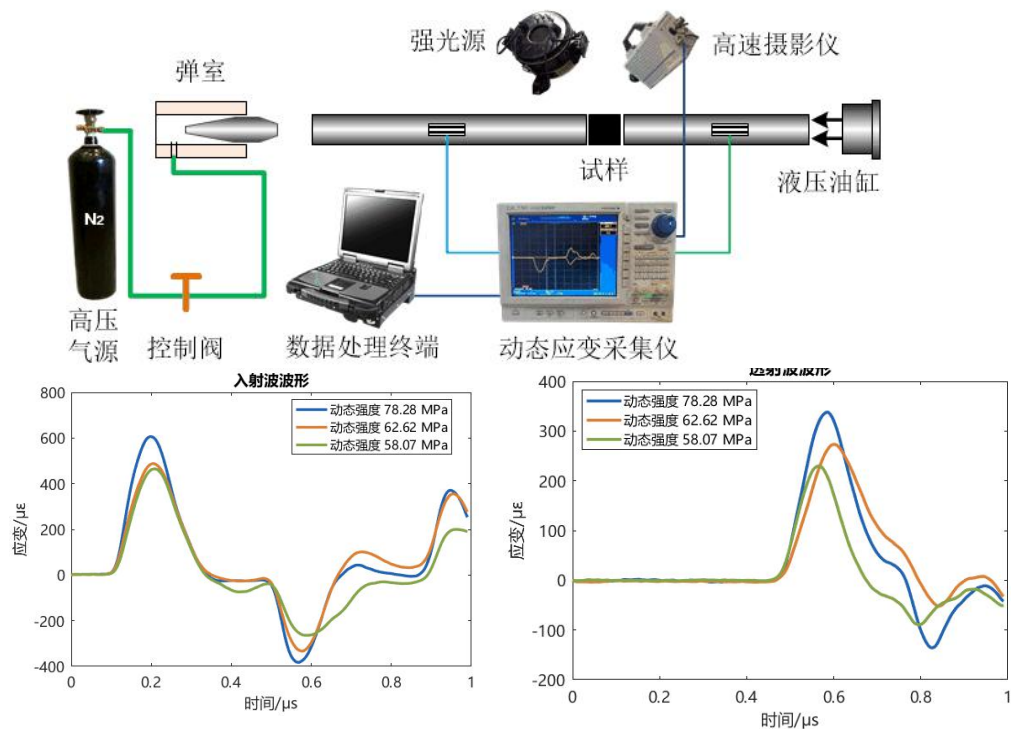 强光源
高速摄影仪
弹室
试样
液压油缸
N2
高压
气源
控制阀
数据处理终端
动态应变采集仪
入射波波形
800
600
400
200
0
-200
-400
应变/με
动态强度 78.28 MPa
动态强度 62.62 MPa
动态强度 58.07 MPa
0
0.2
0.4
0.6
0.8
1
时间/μs
透射波波形
400
300
200
100
0
-100
-200
应变/με
动态强度 78.28 MPa
动态强度 62.62 MPa
动态强度 58.07 MPa
0
0.2
0.4
0.6
0.8
1
时间/μs